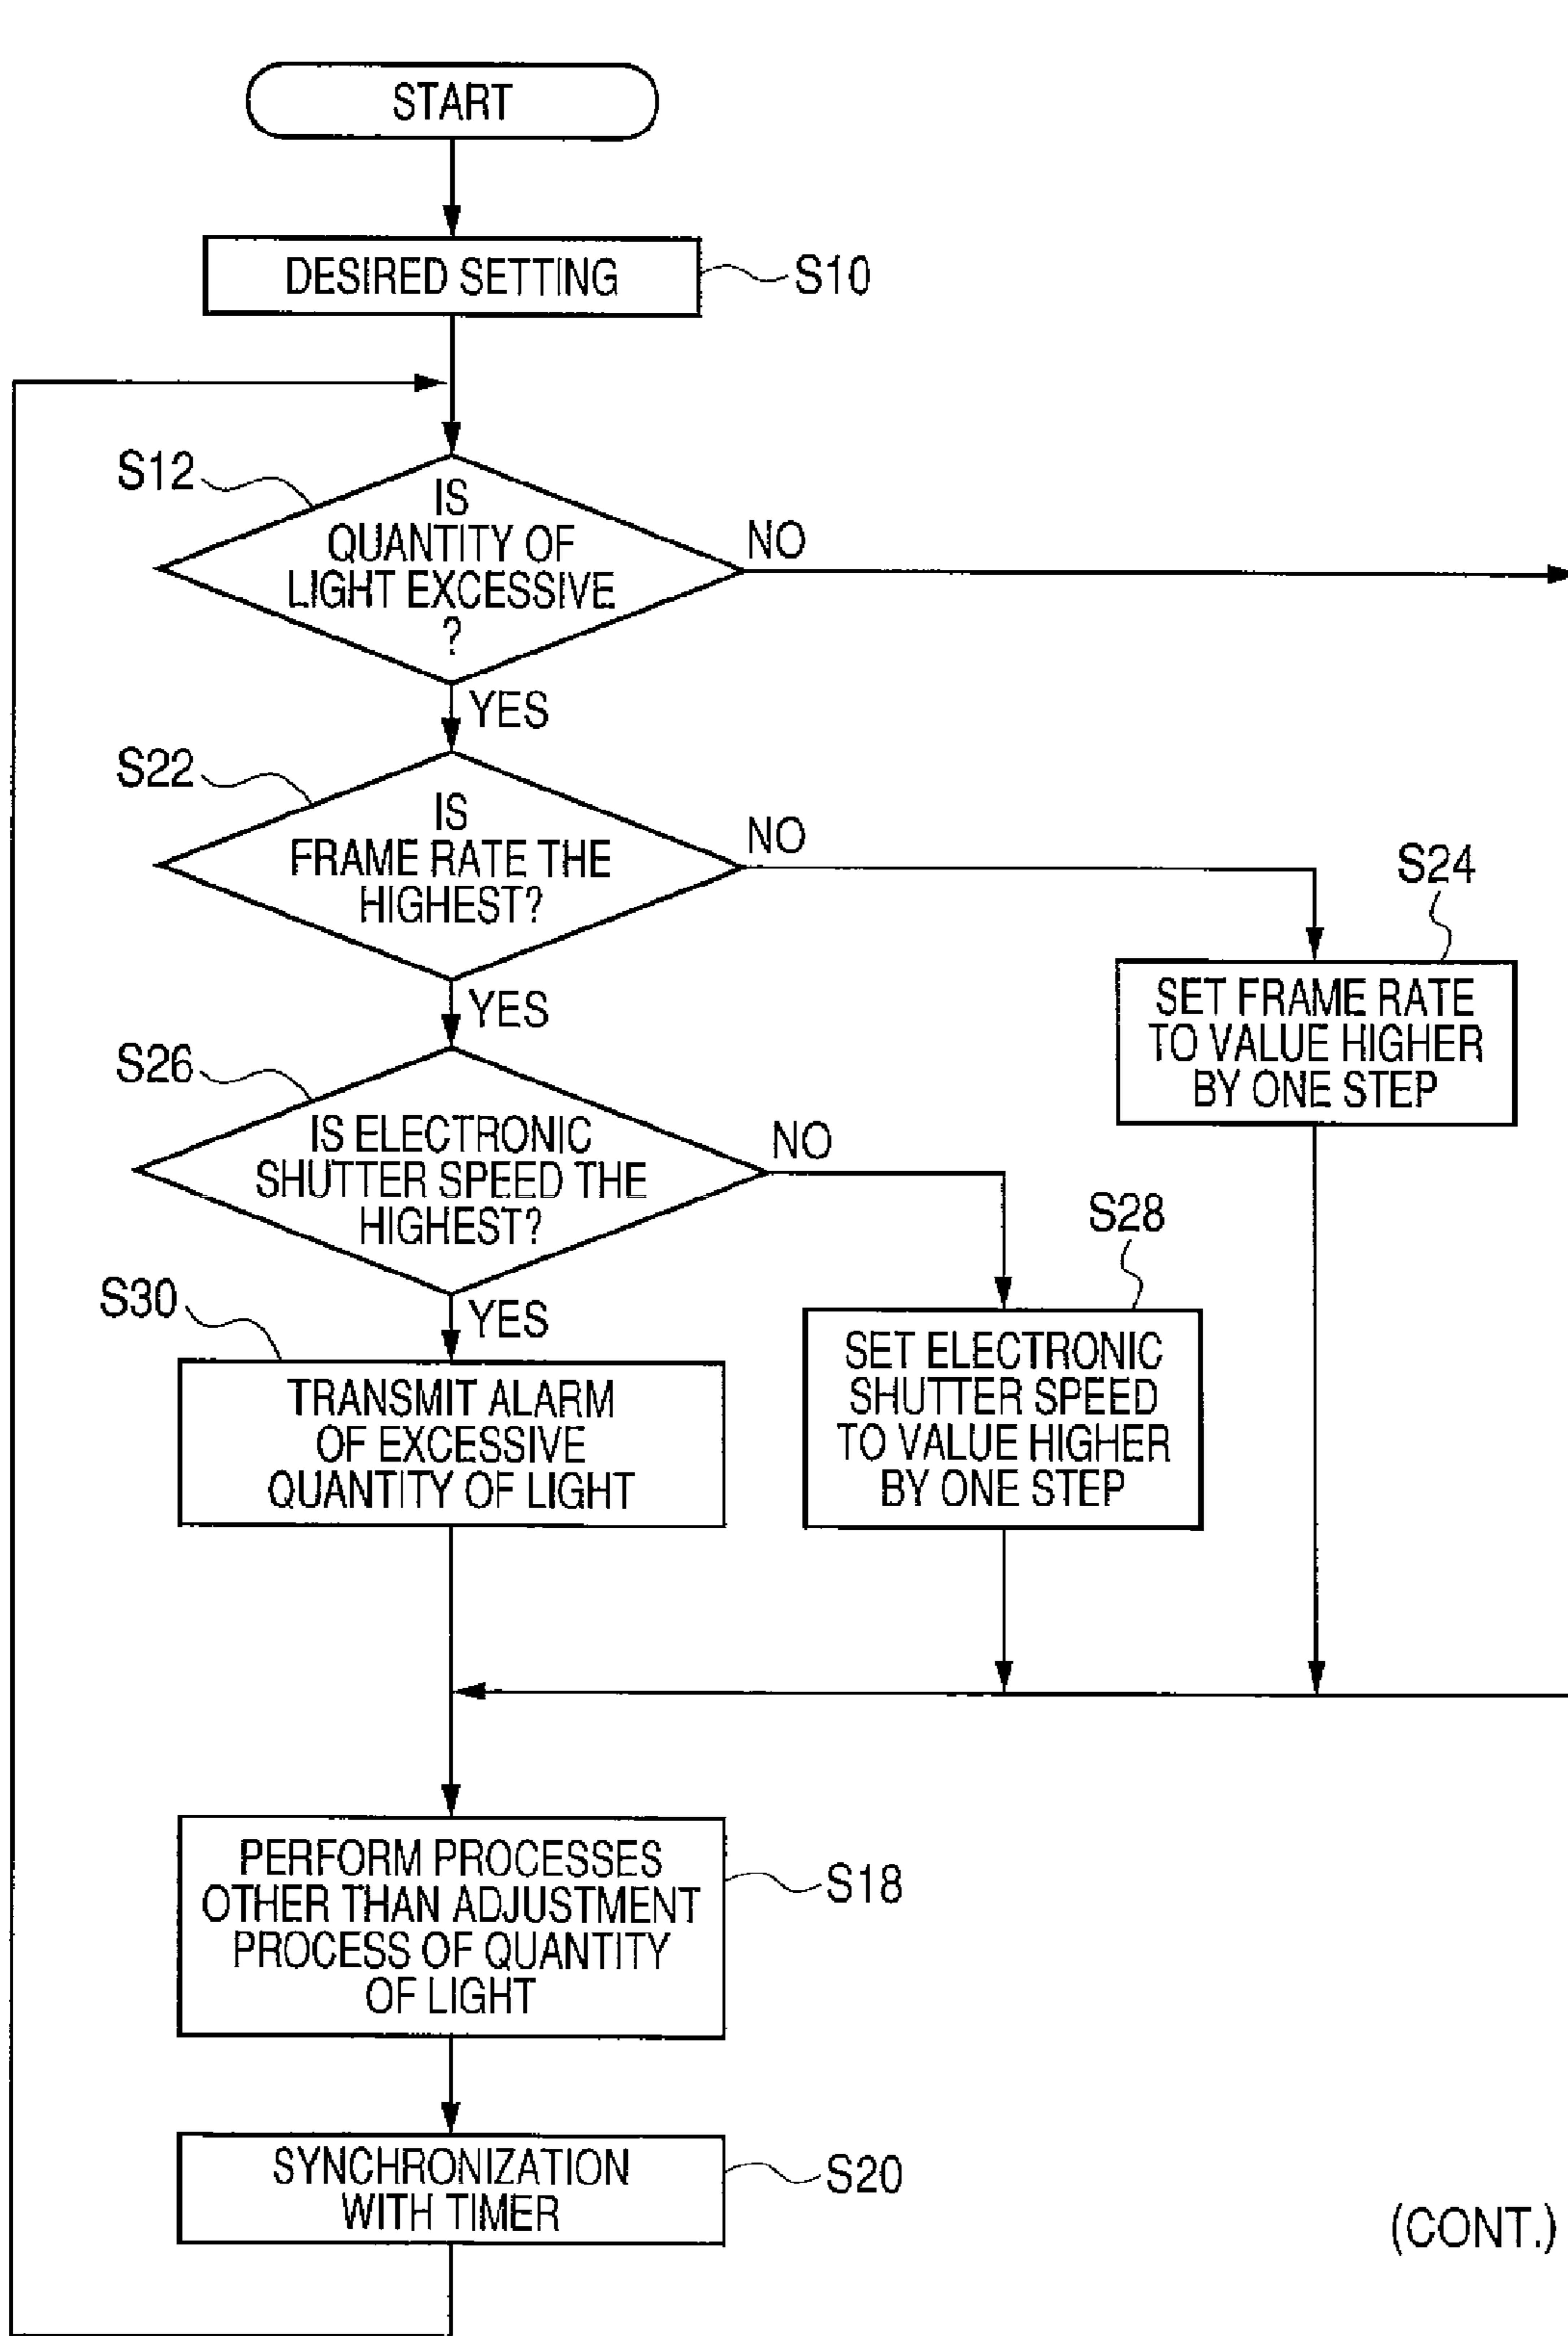 START
DESIRED SETTING
S10
S12
IS
QUANTITY OF
LIGHT EXCESSIVE
?
NO
YES
S22
IS
FRAME RATE THE
HIGHEST?
NO
S24
SET FRAME RATE
TO VALUE HIGHER
BY ONE STEP
YES
S26
IS ELECTRONIC
SHUTTER SPEED THE
HIGHEST?
NO
S28
SET ELECTRONIC
SHUTTER SPEED
TO VALUE HIGHER
BY ONE STEP
YES
S30
TRANSMIT ALARM
OF EXCESSIVE
QUANTITY OF LIGHT
PERFORM PROCESSES
OTHER THAN ADJUSTMENT
PROCESS OF QUANTITY
OF LIGHT
S18
SYNCHRONIZATION
WITH TIMER
S20
(CONT.)